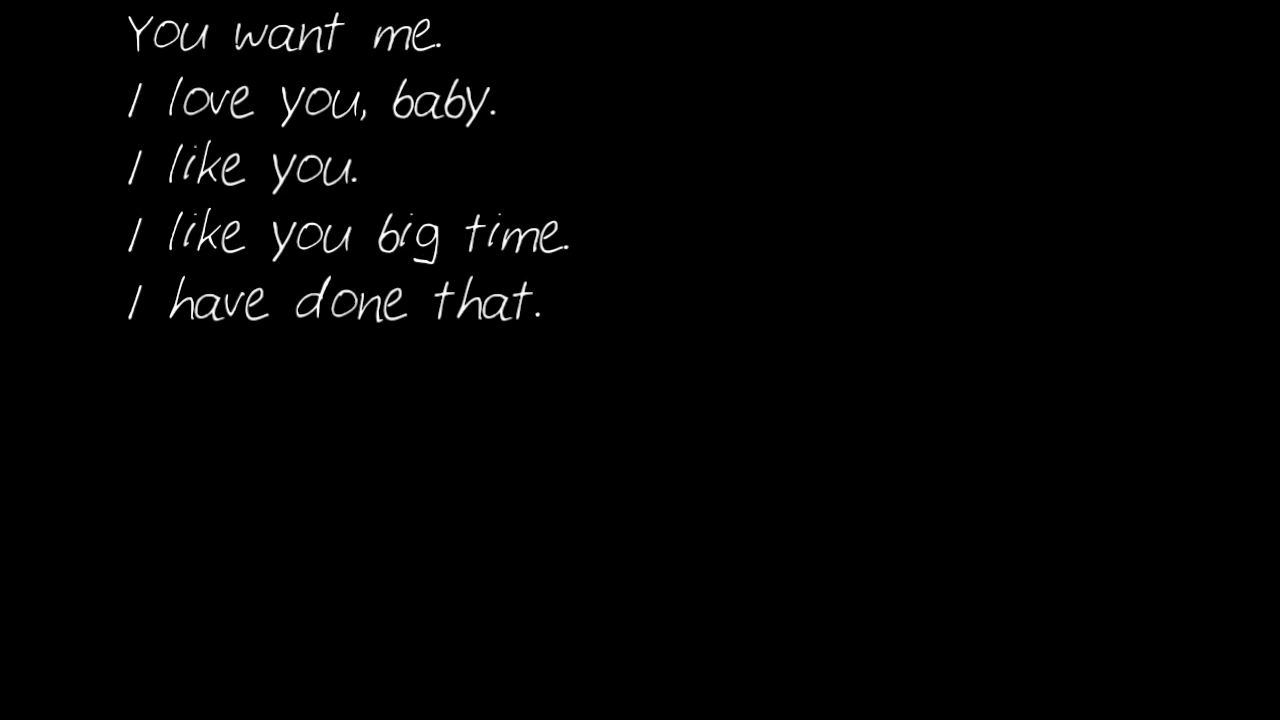 You want me.
I love you, baby.
I like you.
I like you big time.
I have done that.